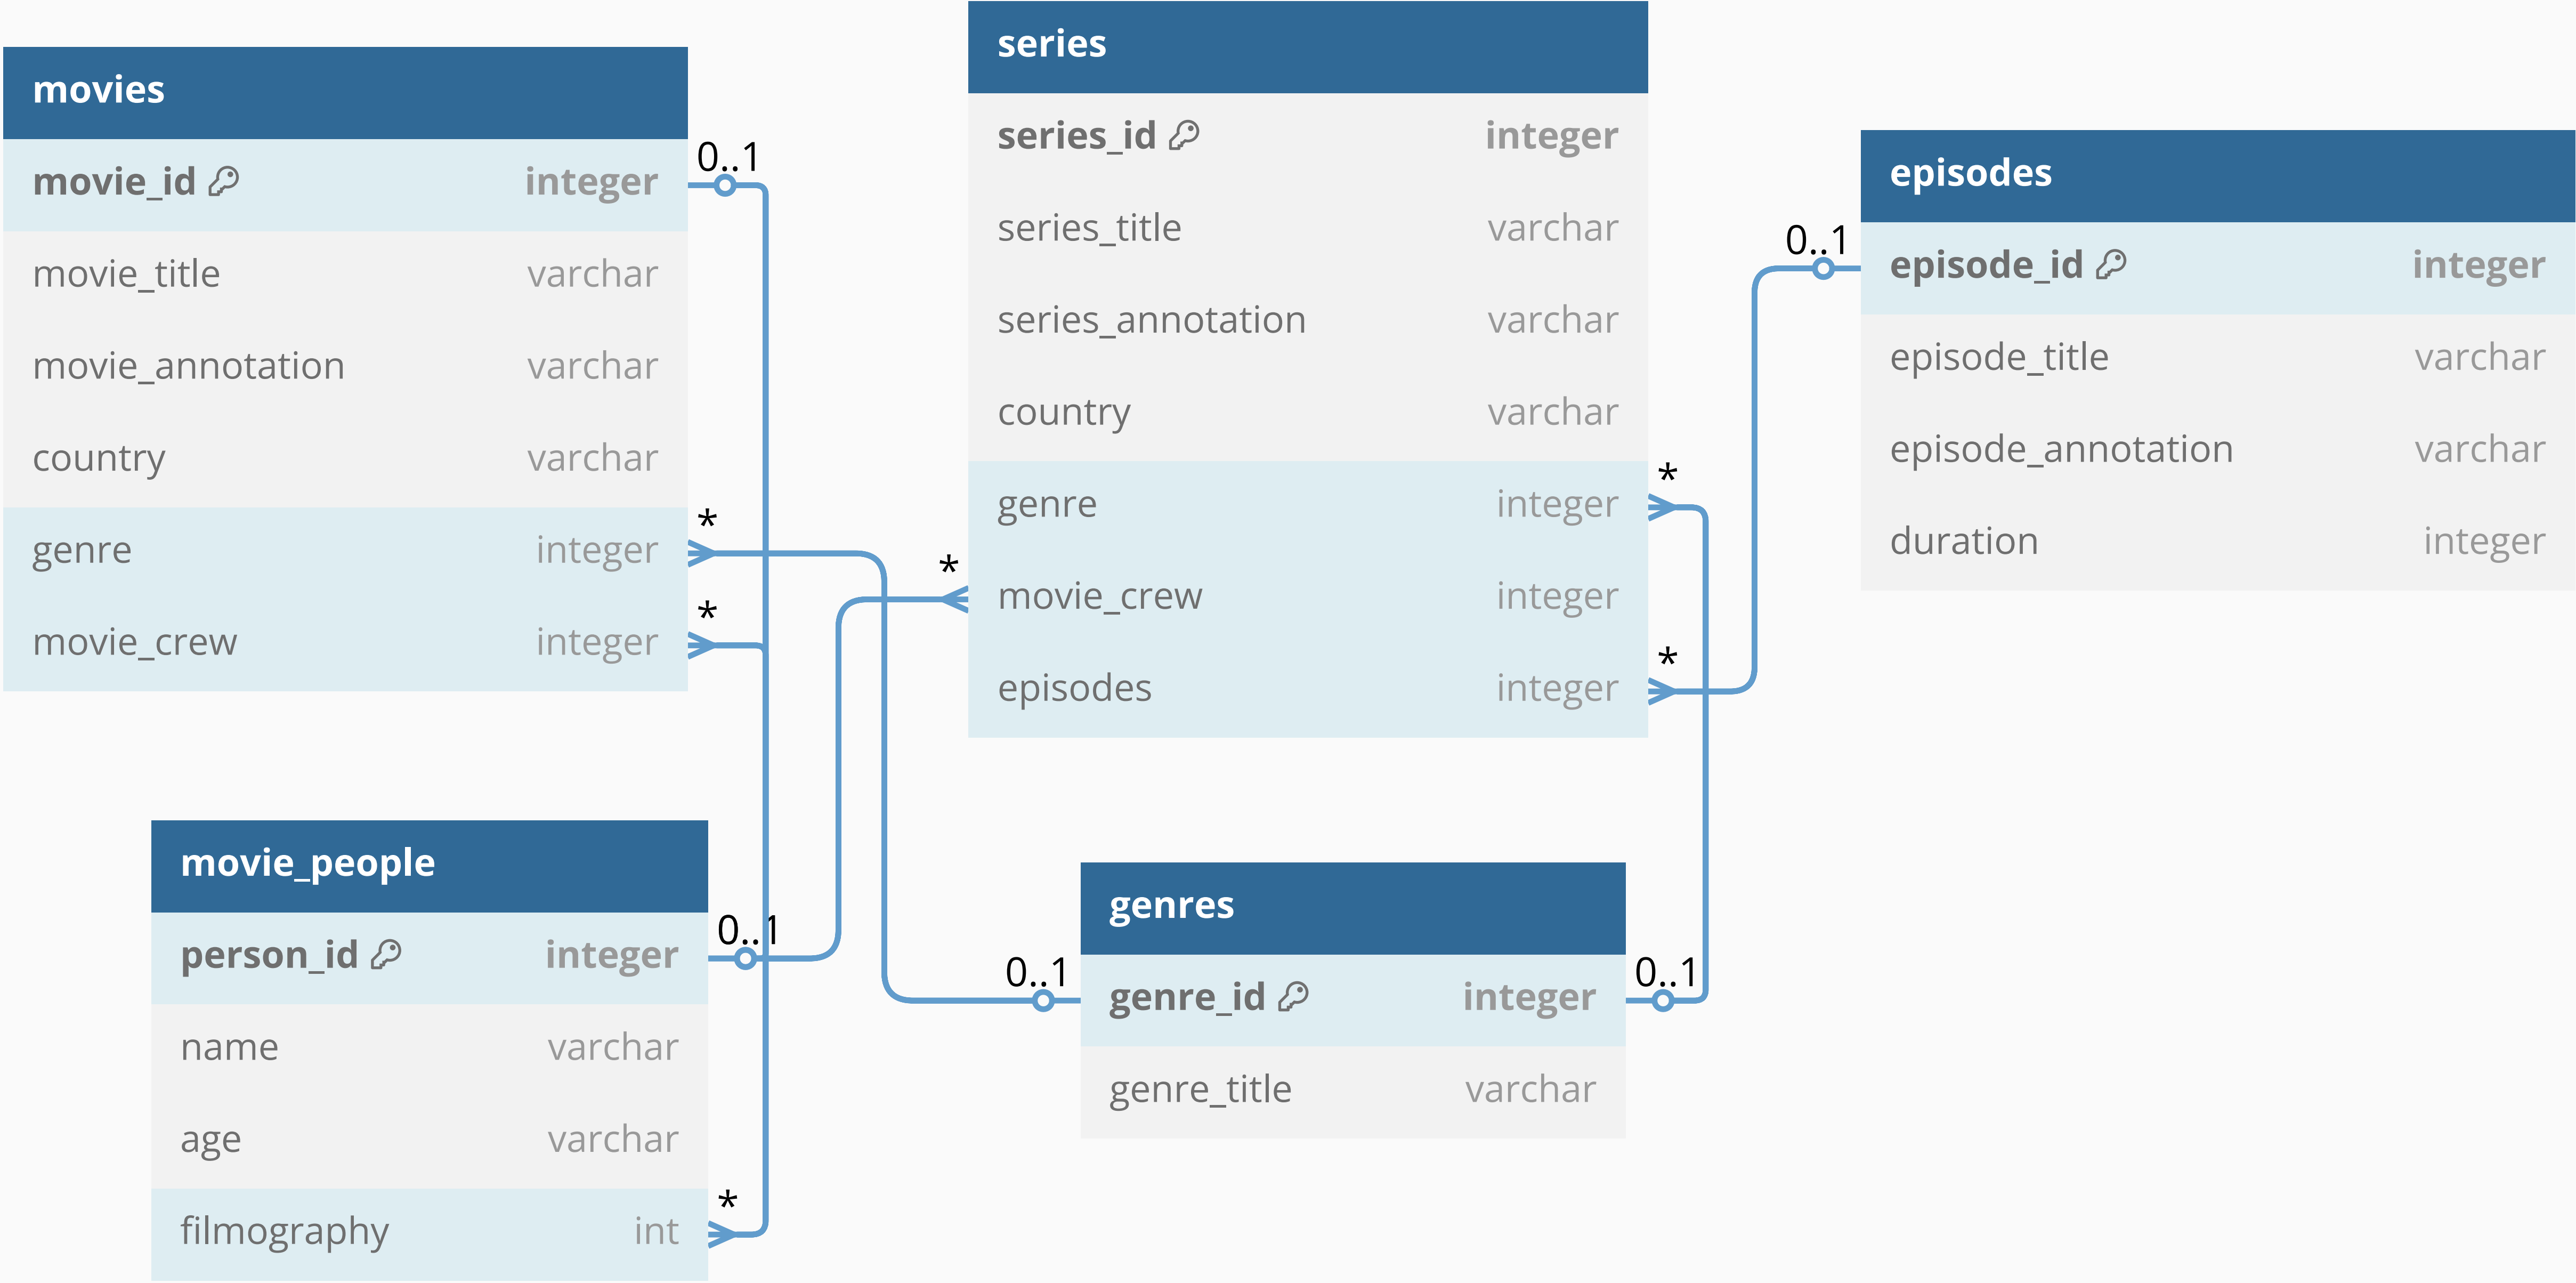 movies
movie_id integer
movie_title varchar
movie_annotation varchar
country varchar
genre integer
movie_crew integer
0..1
*
*
series
series_id integer
series_title varchar
series_annotation varchar
country varchar
genre integer
movie_crew integer
episodes integer
*
*
*
episodes
episode_id integer
episode_title varchar
episode_annotation varchar
duration integer
0..1
movie_people
person_id integer
name varchar
age varchar
filmography int
0..1
*
genres
genre_id integer
genre_title varchar
0..1
0..1